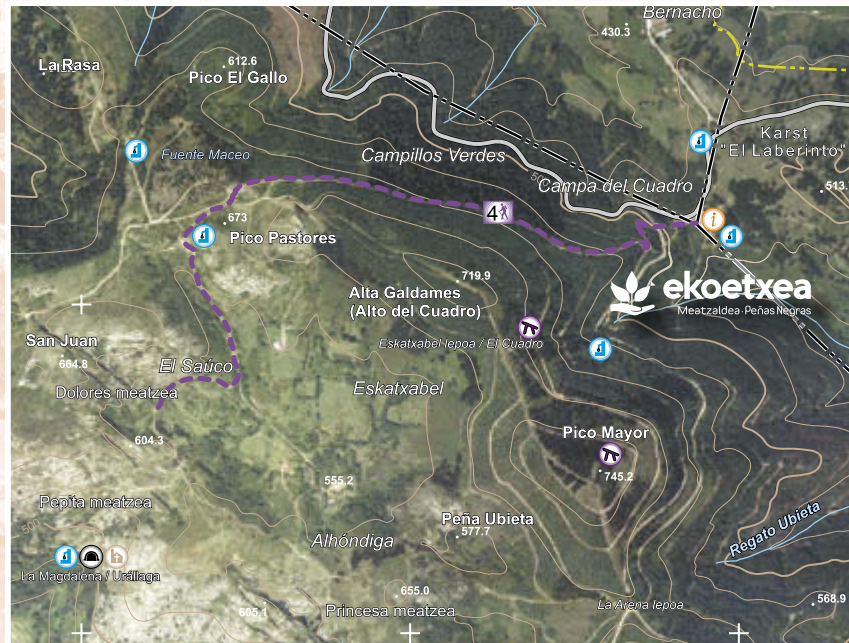 Bernacho
430.3
La Rasa
612.6
Pico El Gallo
Karst
"El Laberinto"
Fuente Maceo
Campillos Verdes
500
Campa del Cuadro
513.
4
i
673
Pico Pastores
719.9
Alta Galdames
(Alto del Cuadro)
ekoetxea
Meatzaldea·Peñas Negras
San Juan
664.8
Eskatxabel lepoa / El Cuadro
El Saúco
Dolores meatzea
Eskatxabel
604.3
Pico Mayor
745.2
555.2
Pepita meatzea
500
Peña Ubieta
577.7
Regato Ubieta
Alhóndiga
La Magdalena / Urállaga
655.0
605.1
Princesa meatzea
La Arena lepoa
568.9